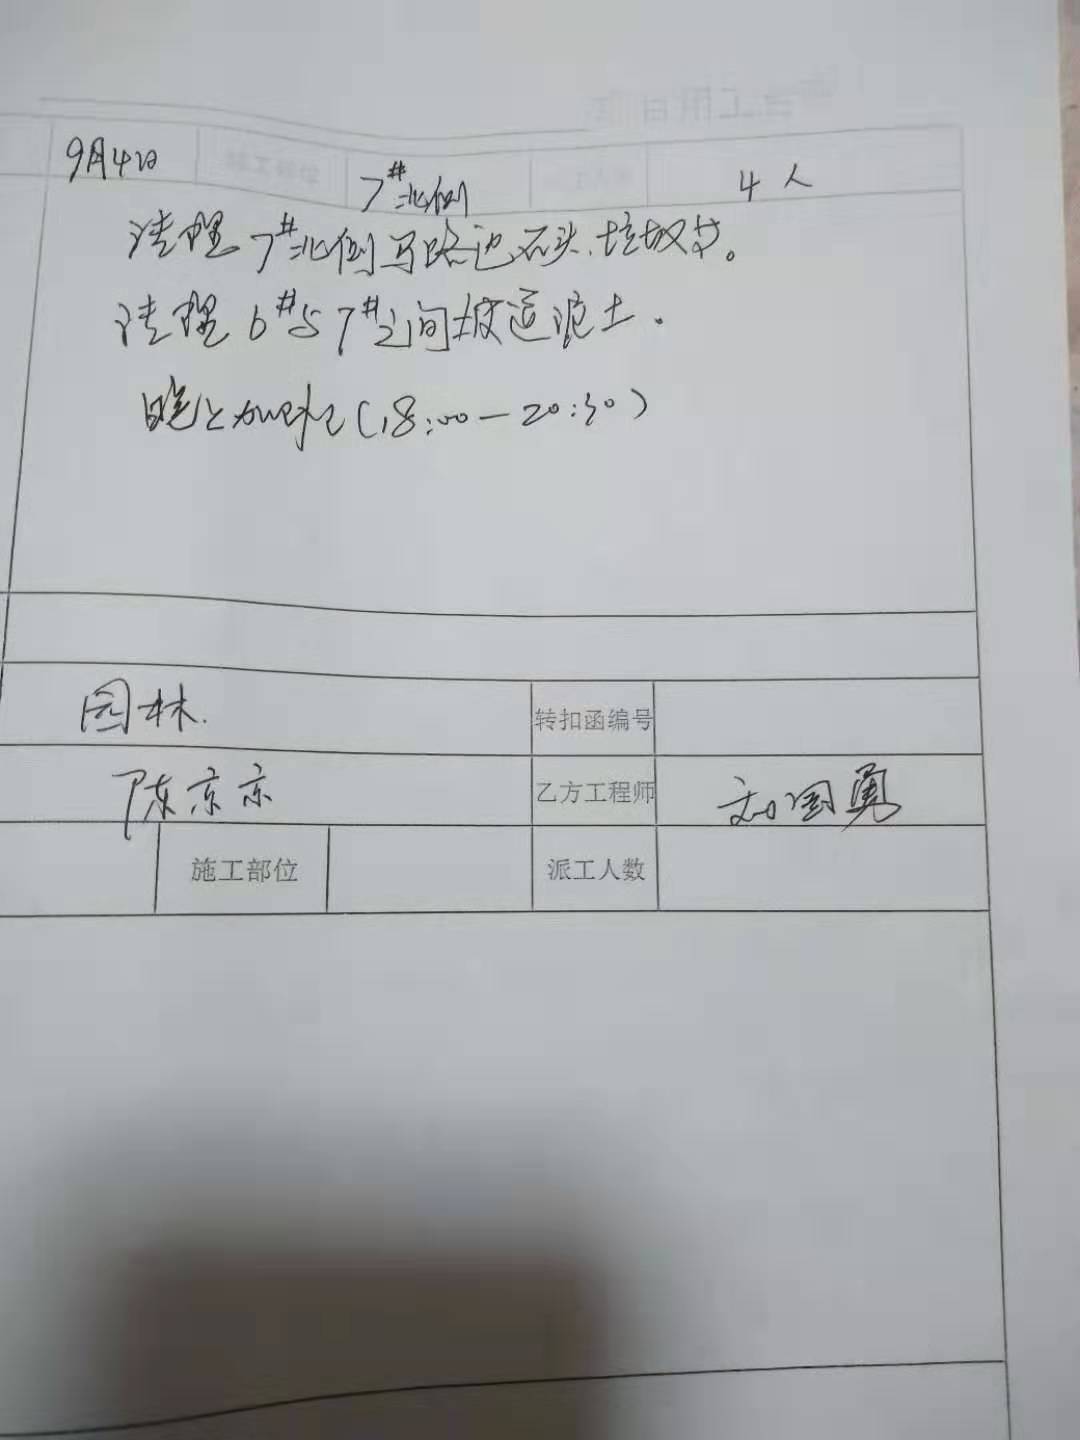 9月4日 7#北侧 4人
清理7#北侧马路边石头、垃圾等。
清理6#与7#之间坡道泥土.
晚上加班(18:00—20:30)
园林. 转扣函编号
陈京京 乙方工程师 刘国勇
施工部位 派工人数